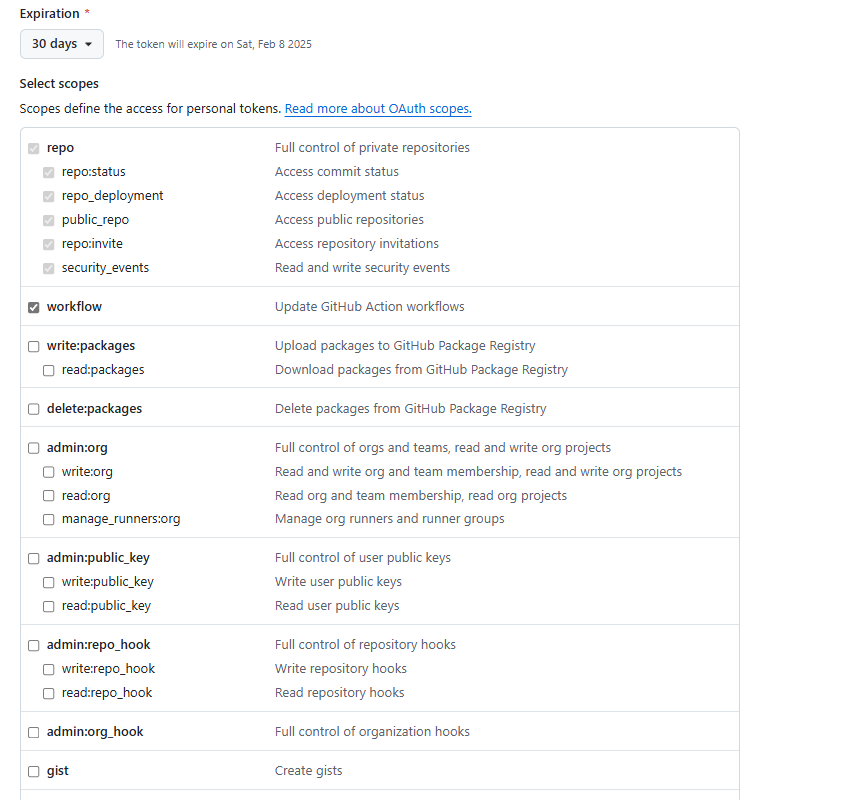 Expiration *
30 days The token will expire on Sat, Feb 8 2025
Select scopes
Scopes define the access for personal tokens. Read more about OAuth scopes.
repo Full control of private repositories
repo:status Access commit status
repo_deployment Access deployment status
public_repo Access public repositories
repo:invite Access repository invitations
security_events Read and write security events
workflow Update GitHub Action workflows
write:packages Upload packages to GitHub Package Registry
read:packages Download packages from GitHub Package Registry
delete:packages Delete packages from GitHub Package Registry
admin:org Full control of orgs and teams, read and write org projects
write:org Read and write org and team membership, read and write org projects
read:org Read org and team membership, read org projects
manage_runners:org Manage org runners and runner groups
admin:public_key Full control of user public keys
write:public_key Write user public keys
read:public_key Read user public keys
admin:repo_hook Full control of repository hooks
write:repo_hook Write repository hooks
read:repo_hook Read repository hooks
admin:org_hook Full control of organization hooks
gist Create gists